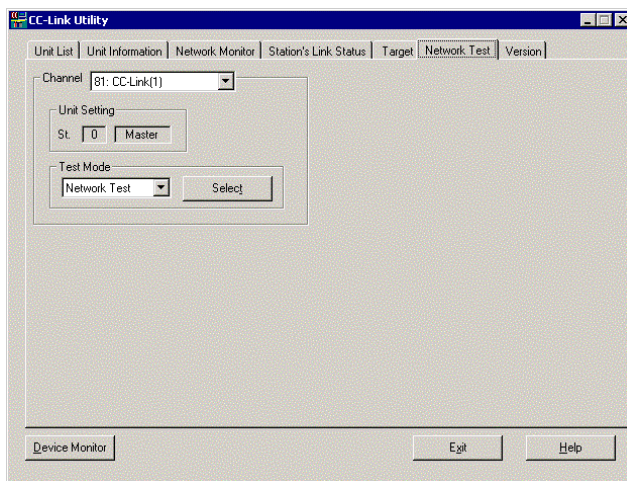 CC-Link Utility
Unit List Unit Information Network Monitor Station's Link Status Target Network Test Version
Channel 81: CC-Link(1)
Unit Setting
St. 0 Master
Test Mode
Network Test Select
Device Monitor Exit Help